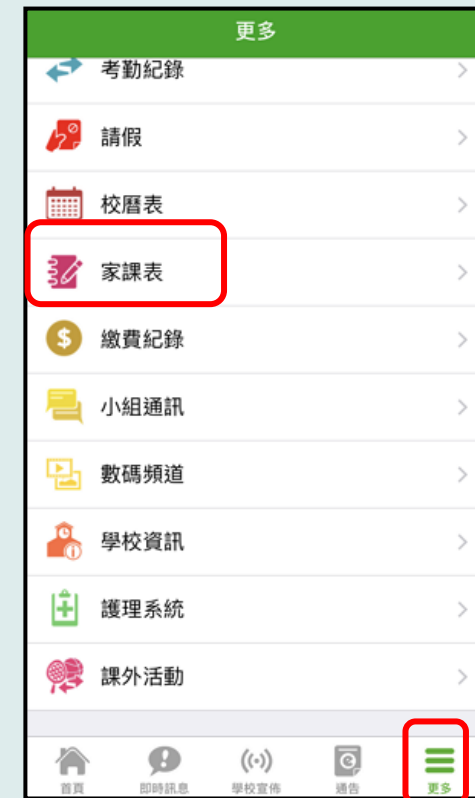 更多
考勤紀錄
請假
校曆表
家課表
繳費紀錄
$
小組通訊
數碼頻道
學校資訊
護理系統
課外活動
首頁
即時訊息
學校宣佈
通告
更多